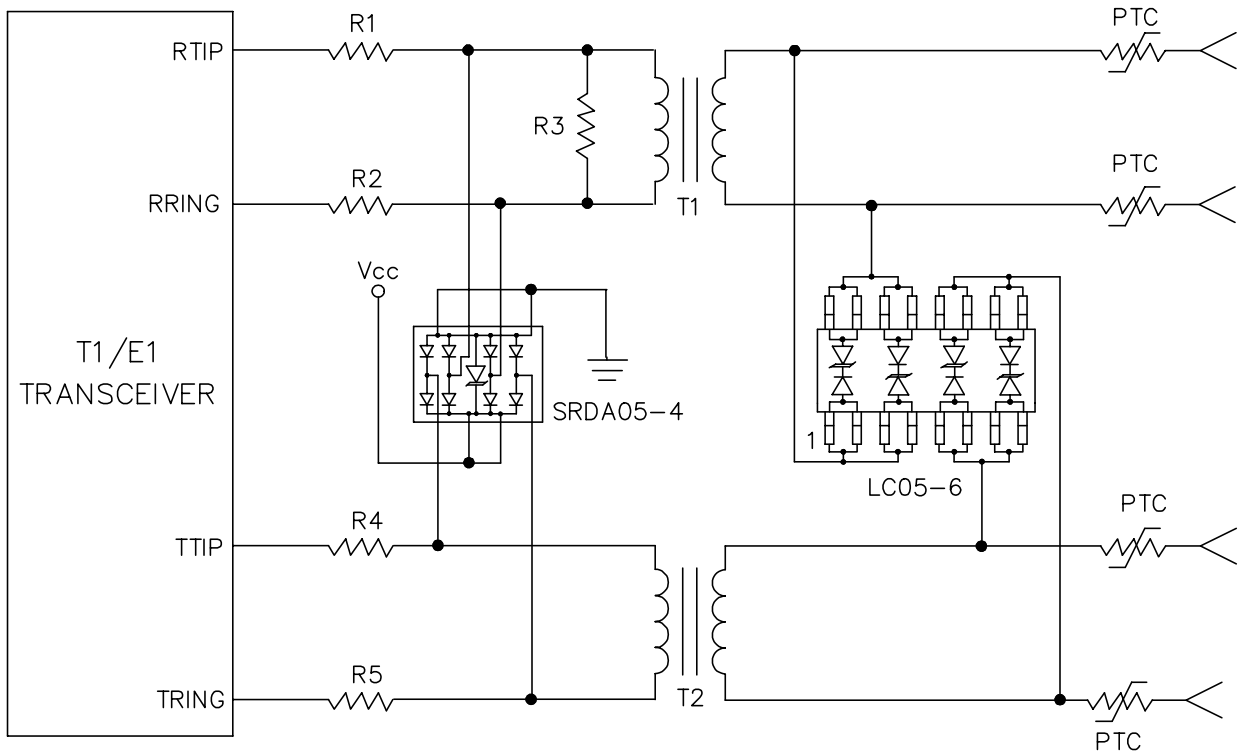 R1
PTC
RTIP
R3
PTC
R2
RRING
T1
Vcc
T1/E1
TRANSCEIVER
SRDA05-4
1
LC05-6
PTC
R4
TTIP
R5
TRING
T2
PTC